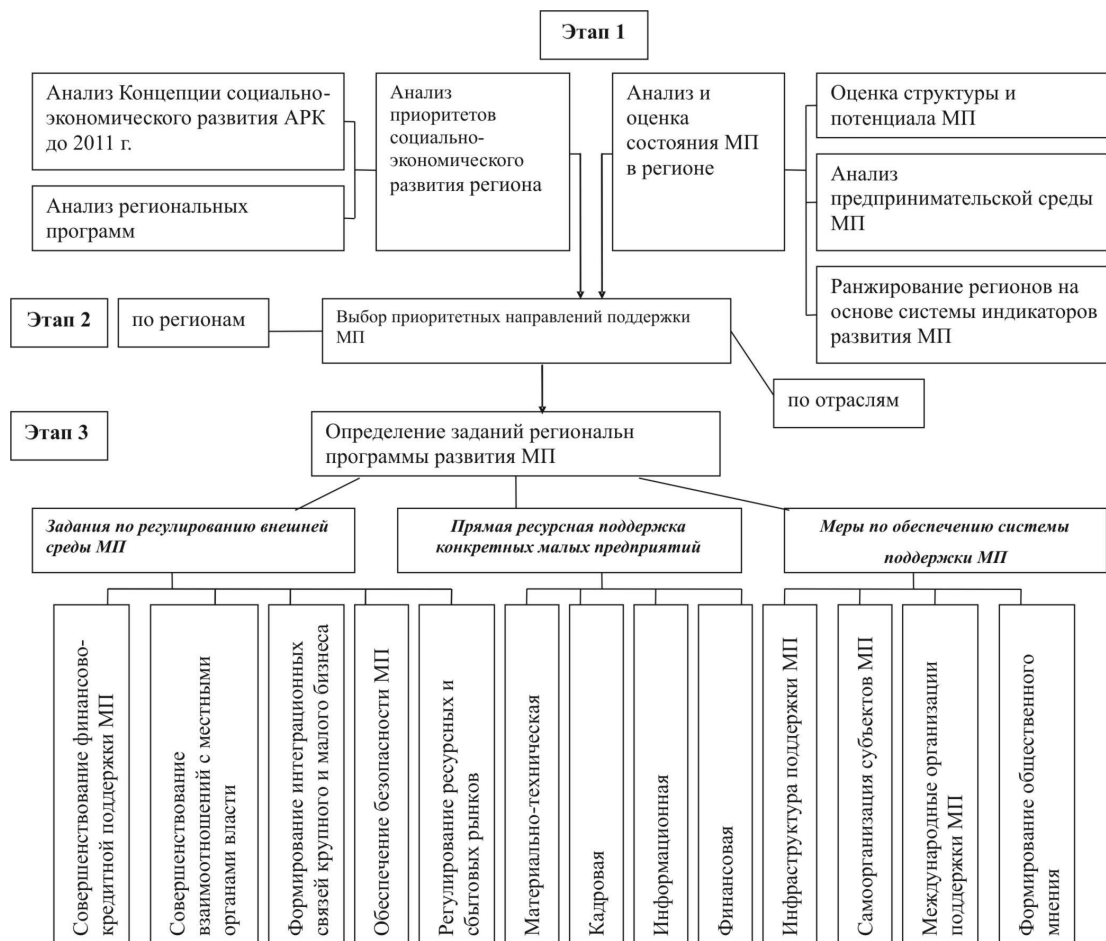 Этап 1
Анализ Концепции социально-
экономического развития АРК
до 2011 г.
Анализ региональных
программ
Анализ
приоритетов
социально-
экономического
развития региона
Анализ и
оценка
состояния МП
в регионе
Оценка структуры и
потенциала МП
Анализ
предпринимательской среды
МП
Ранжирование регионов на
основе системы индикаторов
развития МП
Этап 2
по регионам
Выбор приоритетных направлений поддержки
МП
по отраслям
Этап 3
Определение заданий региональн
программы развития МП
Задания по регулированию внешней
среды МП
Прямая ресурсная поддержка
конкретных малых предприятий
Меры по обеспечению системы
поддержки МП
Совершенствование финансово-
кредитной поддержки МП
Совершенствование
взаимоотношений с местными
органами власти
Формирование интеграционных
связей крупного и малого бизнеса
Обеспечение безопасности МП
Регулирование ресурсных и
сбытовых рынков
Материально-техническая
Кадровая
Информационная
Финансовая
Инфраструктура поддержки МП
Самоорганизация субъектов МП
Международные организации
поддержки МП
Формирование общественного
мнения